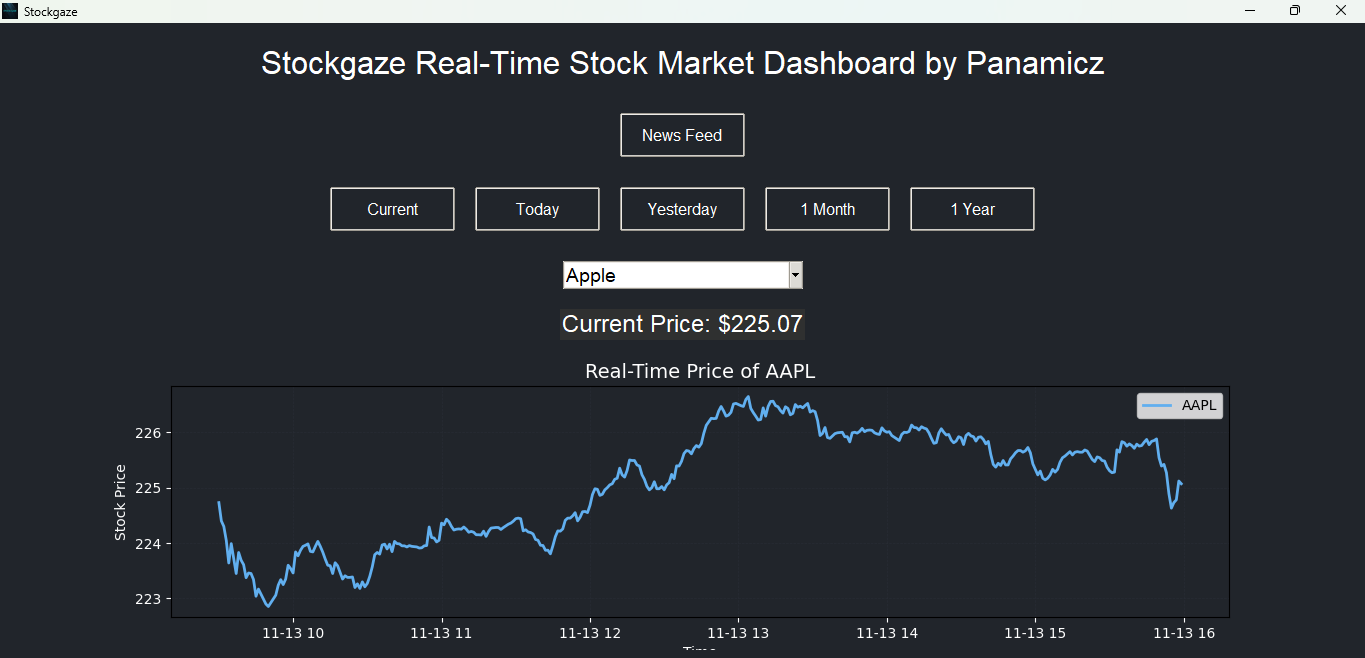 Stockgaze
Stockgaze Real-Time Stock Market Dashboard by Panamicz
News Feed
Current Today Yesterday 1 Month 1 Year
Apple
Current Price: $225.07
Real-Time Price of AAPL
AAPL
226
225
224
223
Stock Price
11-13 10 11-13 11 11-13 12 11-13 13 11-13 14 11-13 15 11-13 16
Time